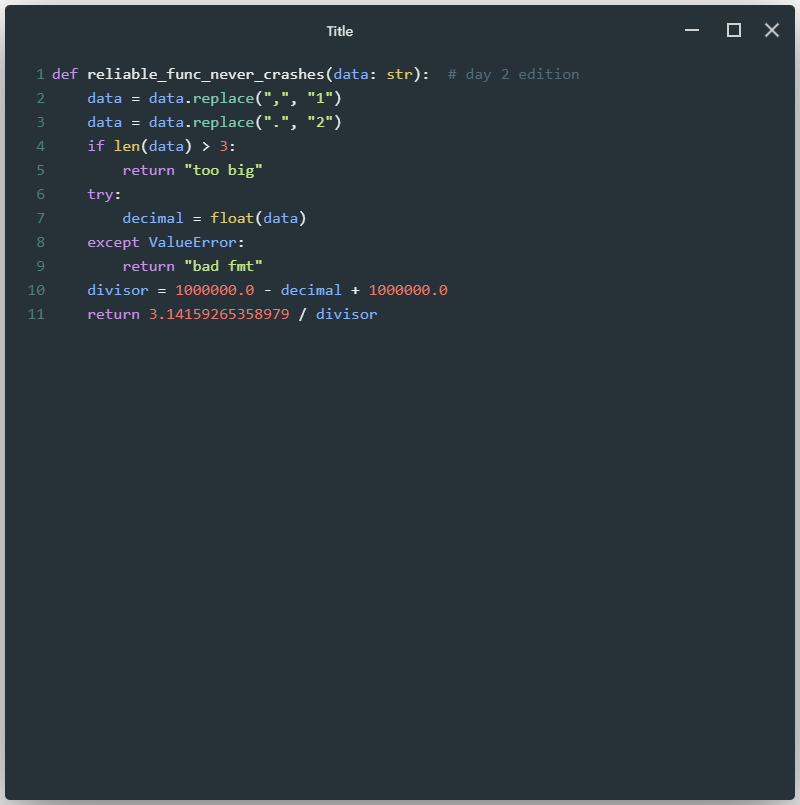 Title
1 def reliable_func_never_crashes(data: str):  # day 2 edition
2     data = data.replace(",", "1")
3     data = data.replace(".", "2")
4     if len(data) > 3:
5         return "too big"
6     try:
7         decimal = float(data)
8     except ValueError:
9         return "bad fmt"
10     divisor = 1000000.0 - decimal + 1000000.0
11     return 3.14159265358979 / divisor